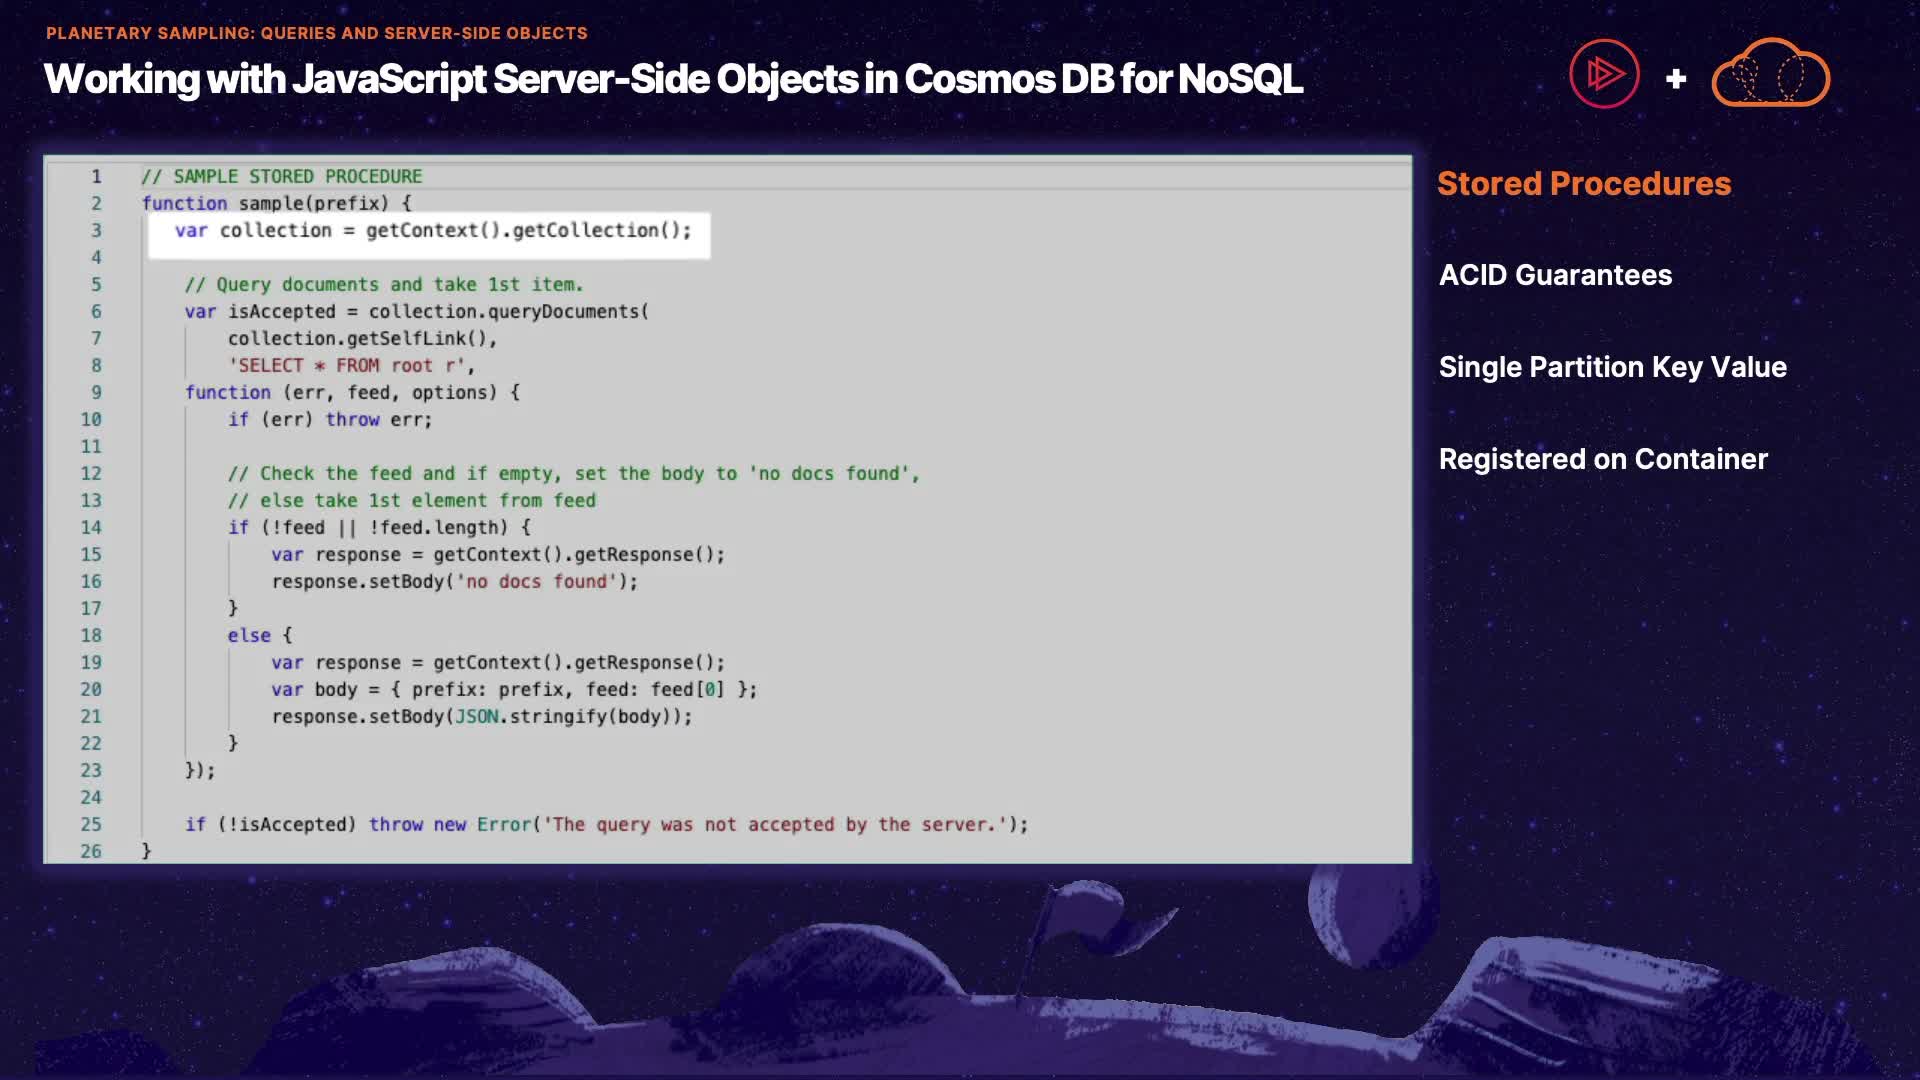 PLANETARY SAMPLING: QUERIES AND SERVER-SIDE OBJECTS
Working with JavaScript Server-Side Objects in Cosmos DB for NoSQL
+
1 // SAMPLE STORED PROCEDURE
2 function sample(prefix) {
3 var collection = getContext().getCollection();
4
5 // Query documents and take 1st item.
6 var isAccepted = collection.queryDocuments(
7 collection.getSelfLink(),
8 'SELECT * FROM root r',
9 function (err, feed, options) {
10 if (err) throw err;
11
12 // Check the feed and if empty, set the body to 'no docs found',
13 // else take 1st element from feed
14 if (!feed || !feed.length) {
15 var response = getContext().getResponse();
16 response.setBody('no docs found');
17 }
18 else {
19 var response = getContext().getResponse();
20 var body = { prefix: prefix, feed: feed[0] };
21 response.setBody(JSON.stringify(body));
22 }
23 });
24
25 if (!isAccepted) throw new Error('The query was not accepted by the server.');
26 }
Stored Procedures
ACID Guarantees
Single Partition Key Value
Registered on Container